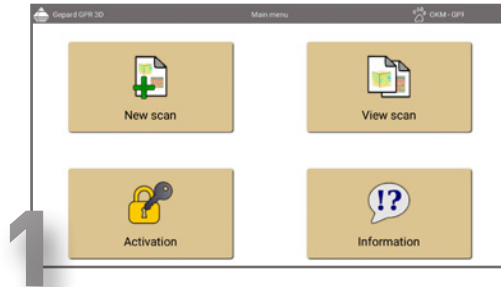 Gepard GPR 3D
Main menu
OKM - GPR
New scan
View scan
!?
Activation
Information
1